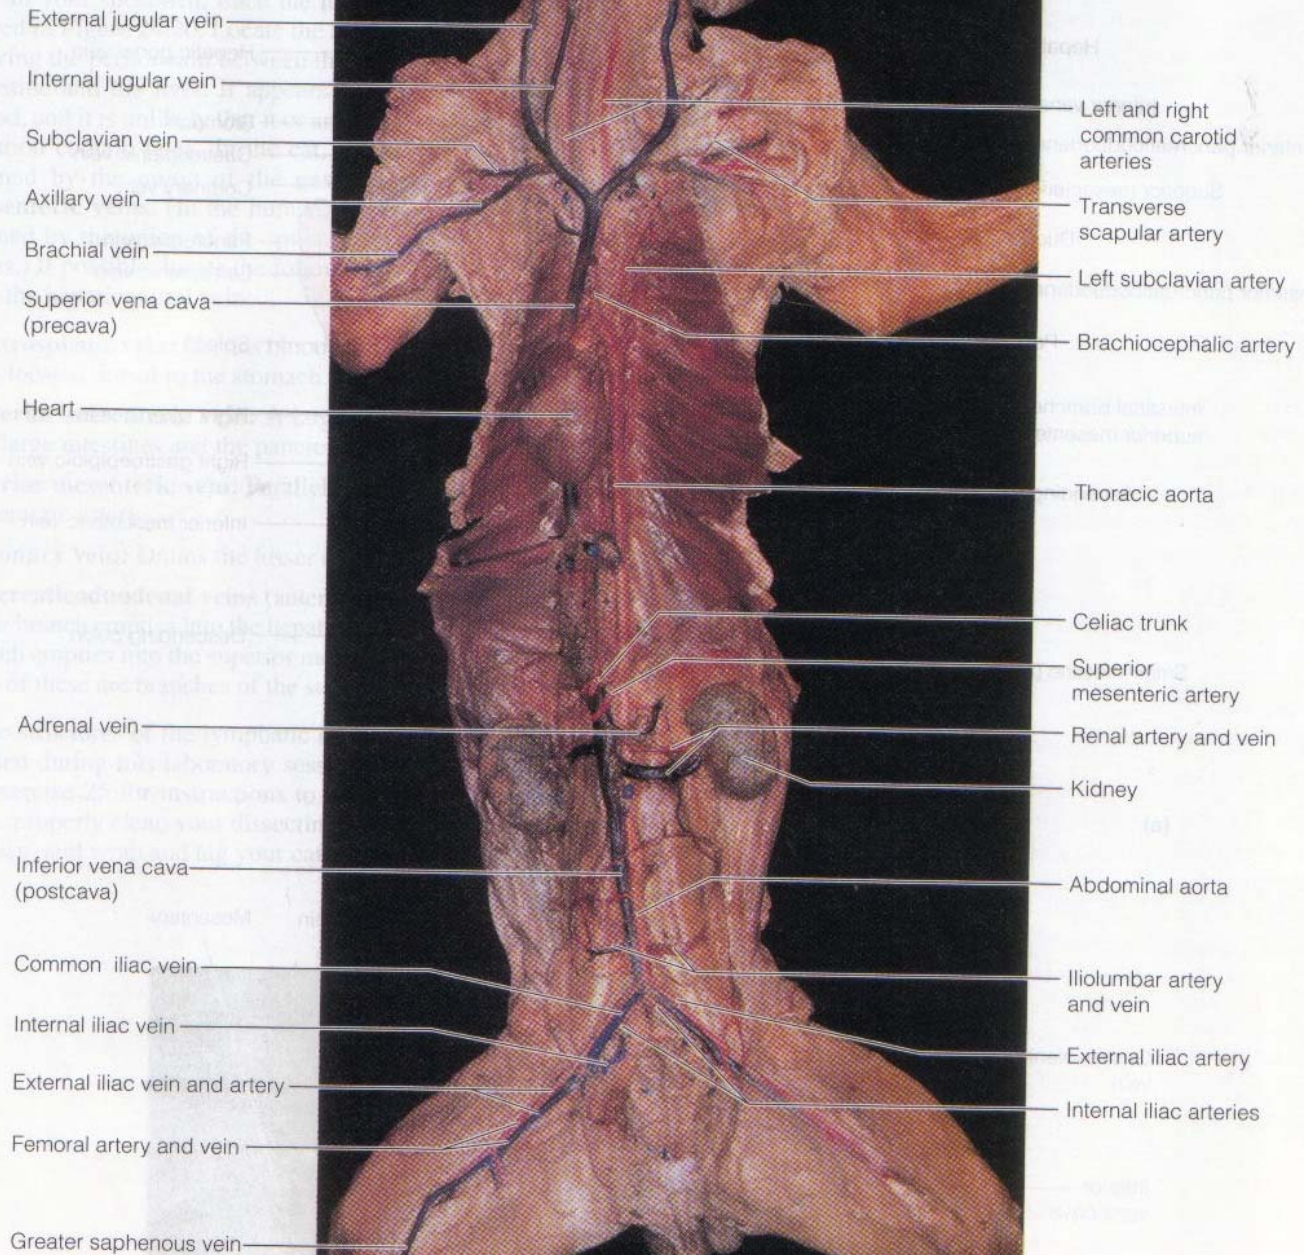 External jugular vein
Internal jugular vein
Subclavian vein
Axillary vein
Brachial vein
Superior vena cava
(precava)
Heart
Adrenal vein
Inferior vena cava
(postcava)
Common iliac vein
Internal iliac vein
External iliac vein and artery
Femoral artery and vein
Greater saphenous vein
Left and right
common carotid
arteries
Transverse
scapular artery
Left subclavian artery
Brachiocephalic artery
Thoracic aorta
Celiac trunk
Superior
mesenteric artery
Renal artery and vein
Kidney
Abdominal aorta
Iliolumbar artery
and vein
External iliac artery
Internal iliac arteries